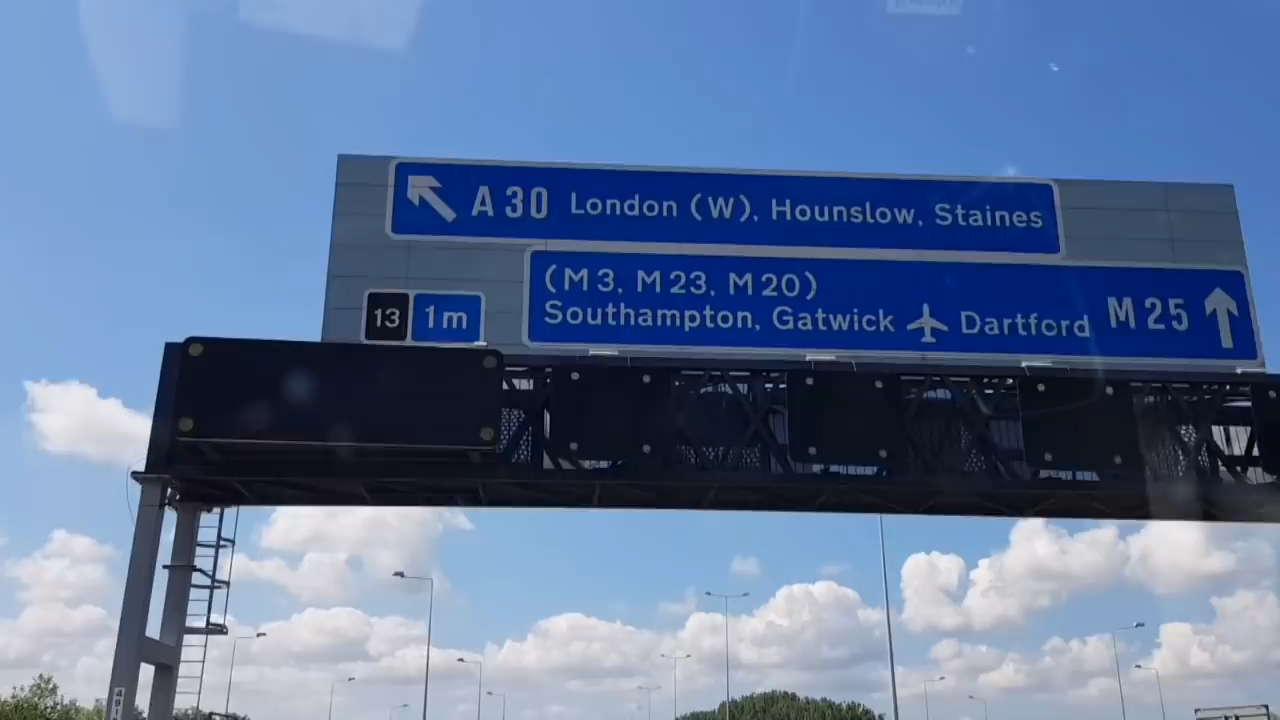 A30 London (W), Hounslow, Staines
(M3, M23, M20)
Southampton, Gatwick Dartford M25
13 1m